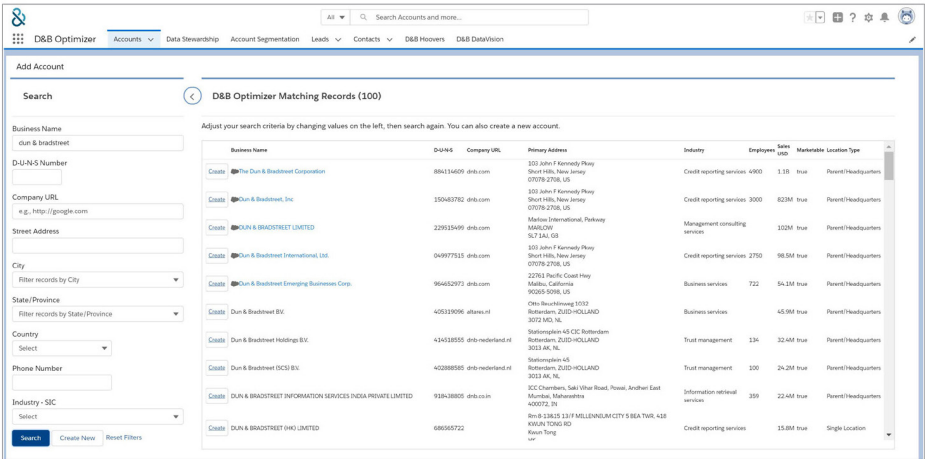 All
Search Accounts and more...
D&B Optimizer
Accounts
Data Stewardship
Account Segmentation
Leads
Contacts
D&B Hoovers
D&B DataVision
Add Account
Search
D&B Optimizer Matching Records (100)
Adjust your search criteria by changing values on the left, then search again. You can also create a new account.
Business Name
dun & bradstreet
D-U-N-S Number
Company URL
e.g., http://google.com
Street Address
City
Filter records by City
State/Province
Filter records by State/Province
Country
Select
Phone Number
Industry - SIC
Select
Search
Create New
Reset Filters
Business Name D-U-N-S Company URL Primary Address Industry Employees Sales USD Marketable Location Type
Create The Dun & Bradstreet Corporation 884114609 dnb.com
103 John F Kennedy Pkwy
Short Hills, New Jersey
07078-2708, US
Credit reporting services 4900 1.1B true Parent/Headquarters
Create Dun & Bradstreet, Inc 150483782 dnb.com
103 John F Kennedy Pkwy
Short Hills, New Jersey
07078-2708, US
Credit reporting services 3000 823M true Parent/Headquarters
Create DUN & BRADSTREET LIMITED 229515499 dnb.com
Marlow International, Parkway
MARLOW
SL7 1AJ, GB
Management consulting
services
102M true Parent/Headquarters
Create Dun & Bradstreet International, Ltd. 049977515 dnb.com
103 John F Kennedy Pkwy
Short Hills, New Jersey
07078-2708, US
Credit reporting services 2750 98.5M true Parent/Headquarters
Create Dun & Bradstreet Emerging Businesses Corp. 964652973 dnb.com
22761 Pacific Coast Hwy
Malibu, California
90265-5098, US
Business services 722 54.1M true Parent/Headquarters
Create Dun & Bradstreet B.V. 405319096 altares.nl
Otto Reuchlinweg 1032
Rotterdam, ZUID-HOLLAND
3072 MD, NL
Business services 45.9M true Parent/Headquarters
Create Dun & Bradstreet Holdings B.V. 414518555 dnb-nederland.nl
Stationsplein 45 CIC Rotterdam
Rotterdam, ZUID-HOLLAND
3013 AK, NL
Trust management 134 32.4M true Parent/Headquarters
Create Dun & Bradstreet (SCS) B.V. 402888585 dnb-nederland.nl
Stationsplein 45
Rotterdam, ZUID-HOLLAND
3013 AK, NL
Trust management 100 24.2M true Parent/Headquarters
Create DUN & BRADSTREET INFORMATION SERVICES INDIA PRIVATE LIMITED 918438805 dnb.co.in
ICC Chambers, Saki Vihar Road, Powai, Andheri East
Mumbai, Maharashtra
400072, IN
Information retrieval
services
359 22.4M true Parent/Headquarters
Create DUN & BRADSTREET (HK) LIMITED 686565722
Rm 8-13&15 13/F MILLENNIUM CITY 5 BEA TWR, 418
KWUN TONG RD
Kwun Tong
Credit reporting services 15.8M true Single Location